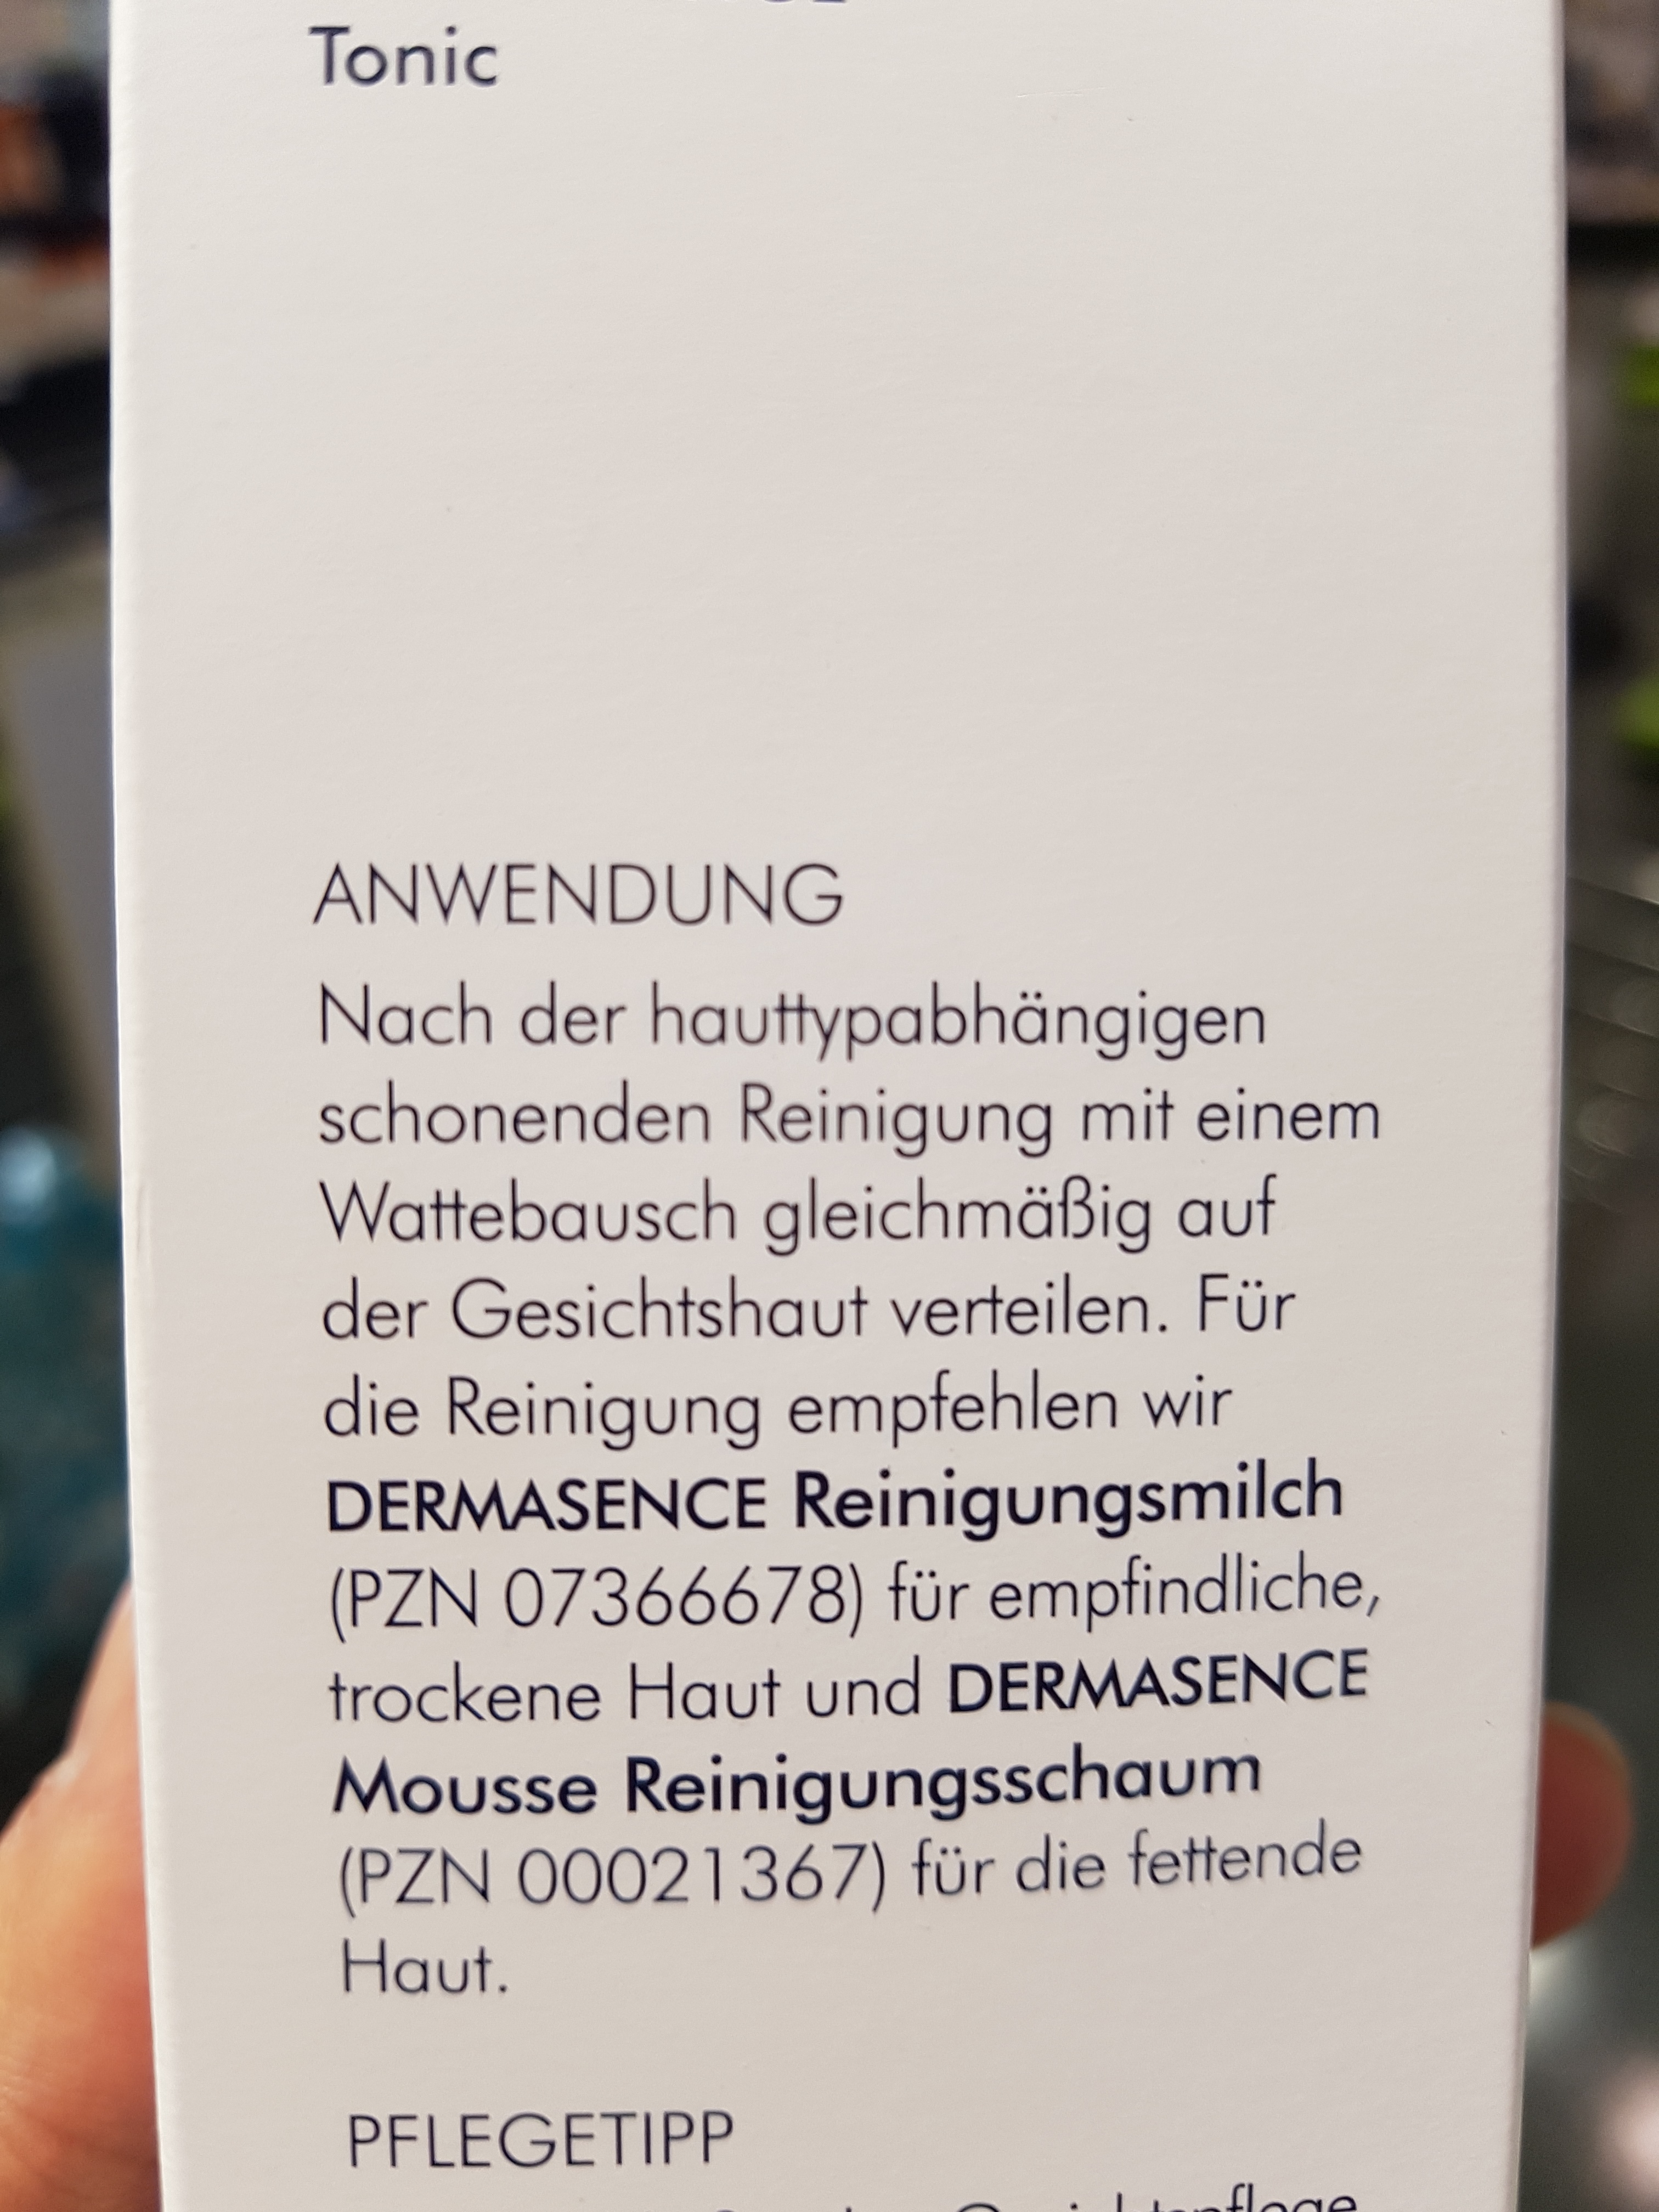 Tonic
ANWENDUNG
Nach der hauttypabhängigen
schonenden Reinigung mit einem
Wattebausch gleichmäßig auf
der Gesichtshaut verteilen. Für
die Reinigung empfehlen wir
DERMASENCE Reinigungsmilch
(PZN 07366678) für empfindliche,
trockene Haut und DERMASENCE
Mousse Reinigungsschaum
(PZN 00021367) für die fettende
Haut.
PFLEGETIPP